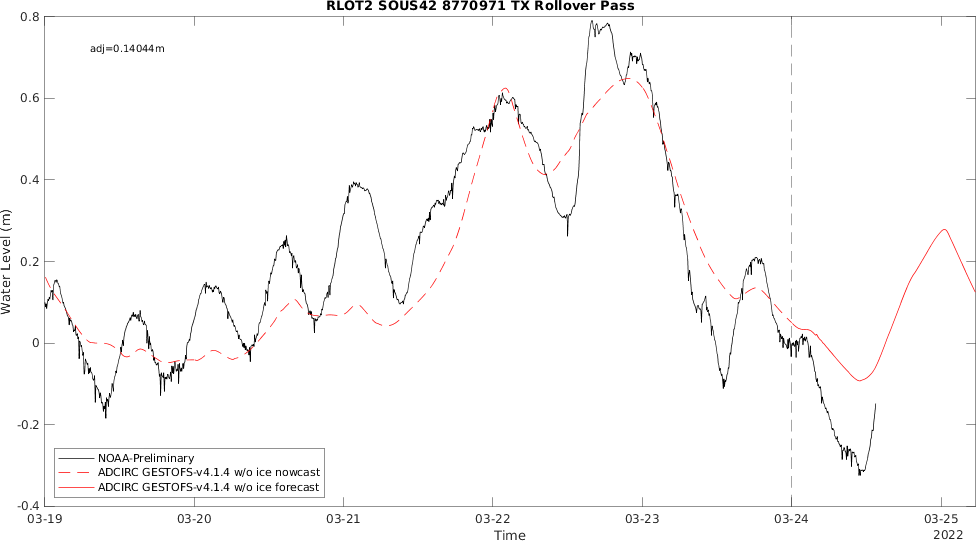 RLOT2 SOUS42 8770971 TX Rollover Pass
adj=0.14044m
Water Level (m)
0.8
0.6
0.4
0.2
0
-0.2
-0.4
NOAA-Preliminary
ADCIRC GESTOFS-v4.1.4 w/o ice nowcast
ADCIRC GESTOFS-v4.1.4 w/o ice forecast
03-19 03-20 03-21 03-22 03-23 03-24 03-25
Time
2022